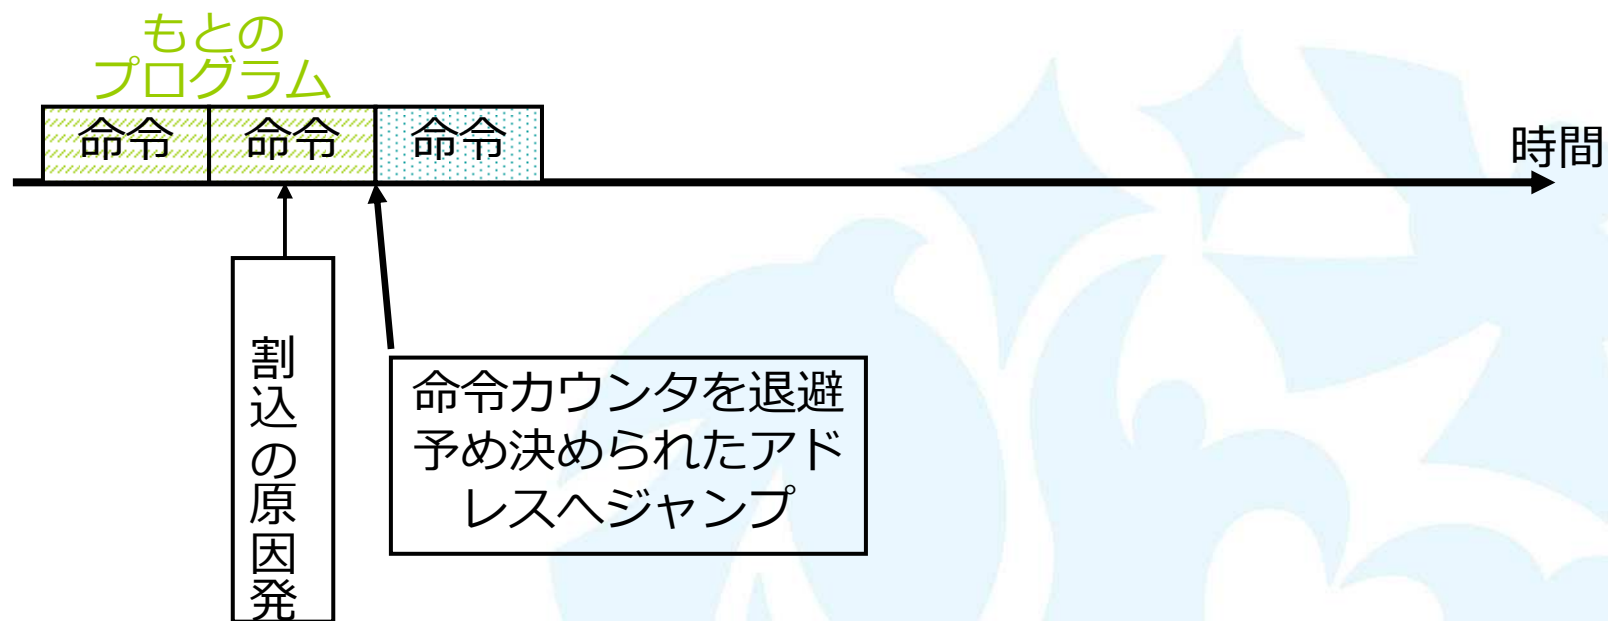 もとの
プログラム
命令 命令 命令
時間
割込の原因発
命令カウンタを退避
予め決められたアド
レスへジャンプ